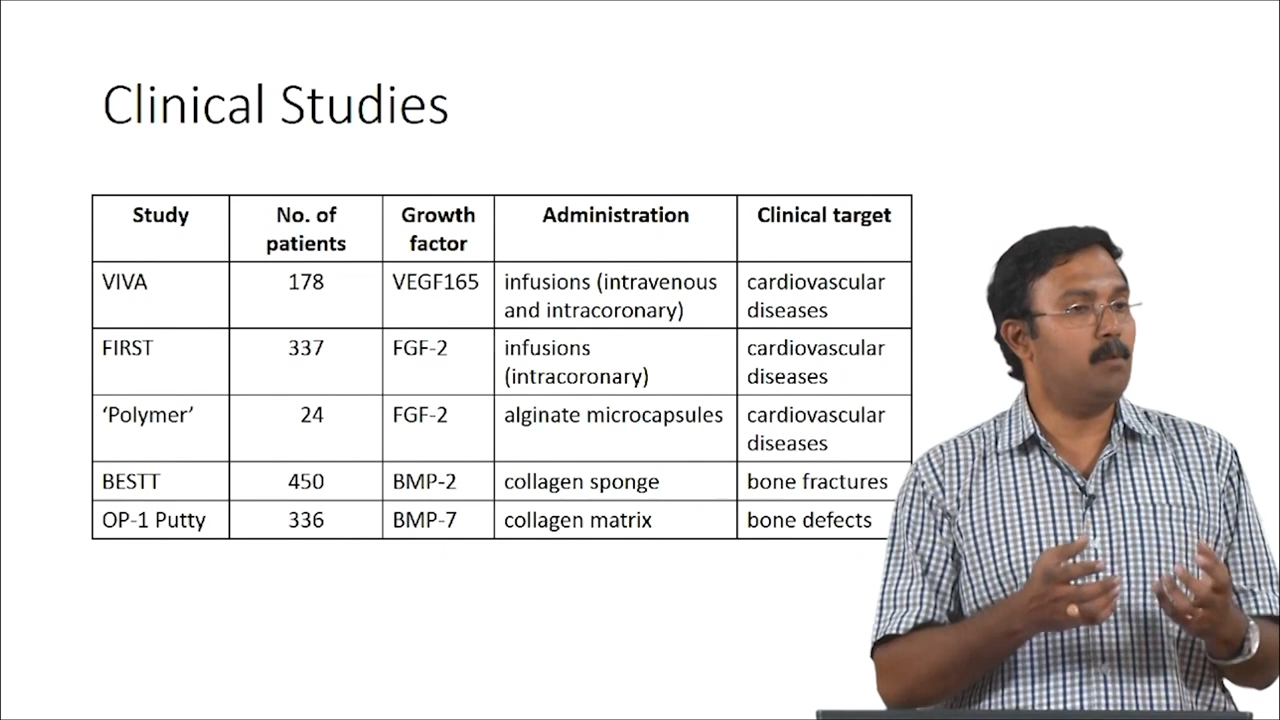 Clinical Studies
Study No. of patients Growth factor Administration Clinical target
VIVA 178 VEGF165 infusions (intravenous and intracoronary) cardiovascular diseases
FIRST 337 FGF-2 infusions (intracoronary) cardiovascular diseases
‘Polymer’ 24 FGF-2 alginate microcapsules cardiovascular diseases
BESTT 450 BMP-2 collagen sponge bone fractures
OP-1 Putty 336 BMP-7 collagen matrix bone defects